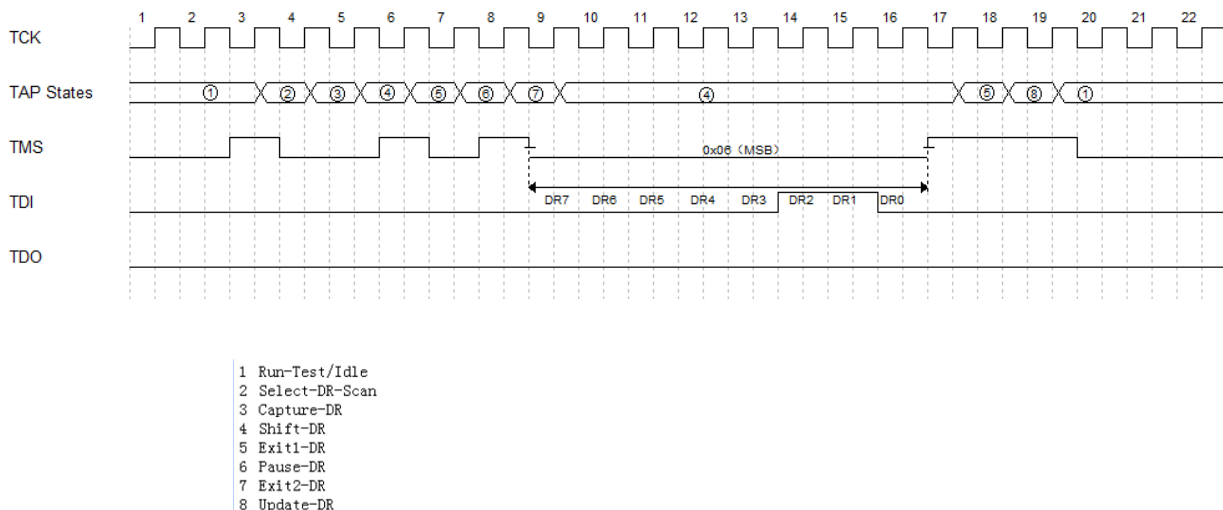 1 2 3 4 5 6 7 8 9 10 11 12 13 14 15 16 17 18 19 20 21 22
TCK
TAP States ① ② ③ ④ ⑤ ⑥ ⑦ ④ ⑤ ⑧ ①
TMS 0x06（MSB）
TDI DR7 DR6 DR5 DR4 DR3 DR2 DR1 DR0
TDO
1 Run-Test/Idle
2 Select-DR-Scan
3 Capture-DR
4 Shift-DR
5 Exit1-DR
6 Pause-DR
7 Exit2-DR
8 Update-DR